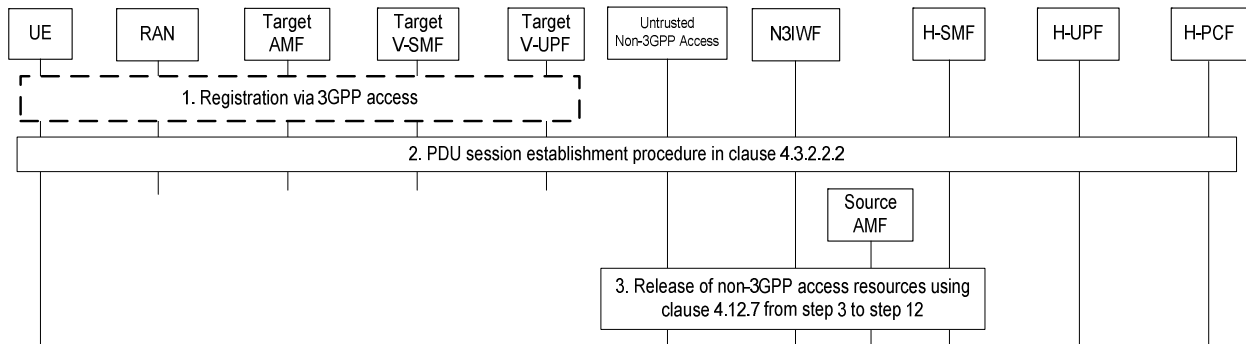 UE
RAN
Target
AMF
Target
V-SMF
Target
V-UPF
Untrusted
Non-3GPP Access
N3IWF
H-SMF
H-UPF
H-PCF
1. Registration via 3GPP access
2. PDU session establishment procedure in clause 4.3.2.2.2
Source
AMF
3. Release of non-3GPP access resources using
clause 4.12.7 from step 3 to step 12